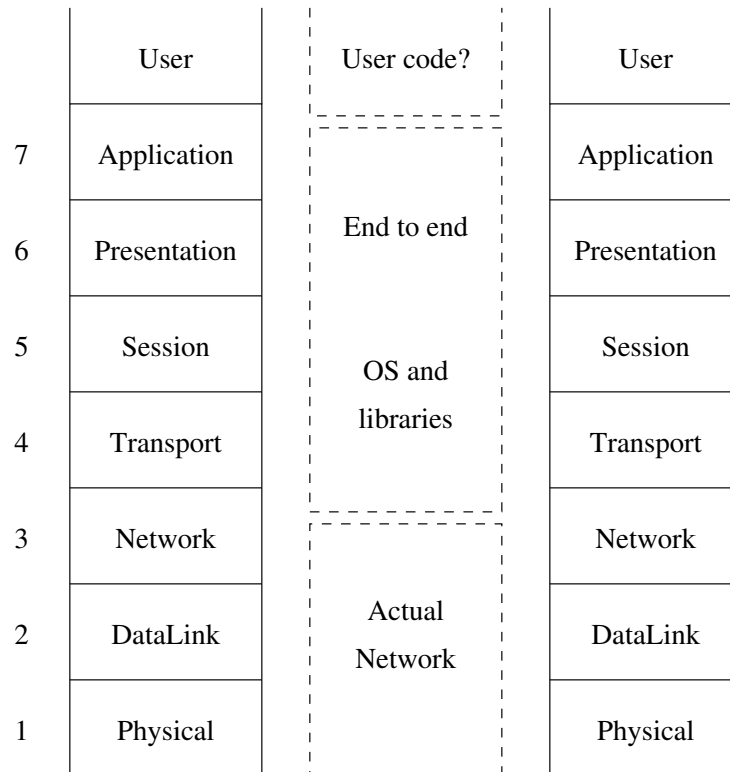 User User code? User
7 Application Application
End to end
6 Presentation Presentation
5 Session Session
OS and
libraries
4 Transport Transport
3 Network Network
Actual
2 DataLink DataLink
Network
1 Physical Physical